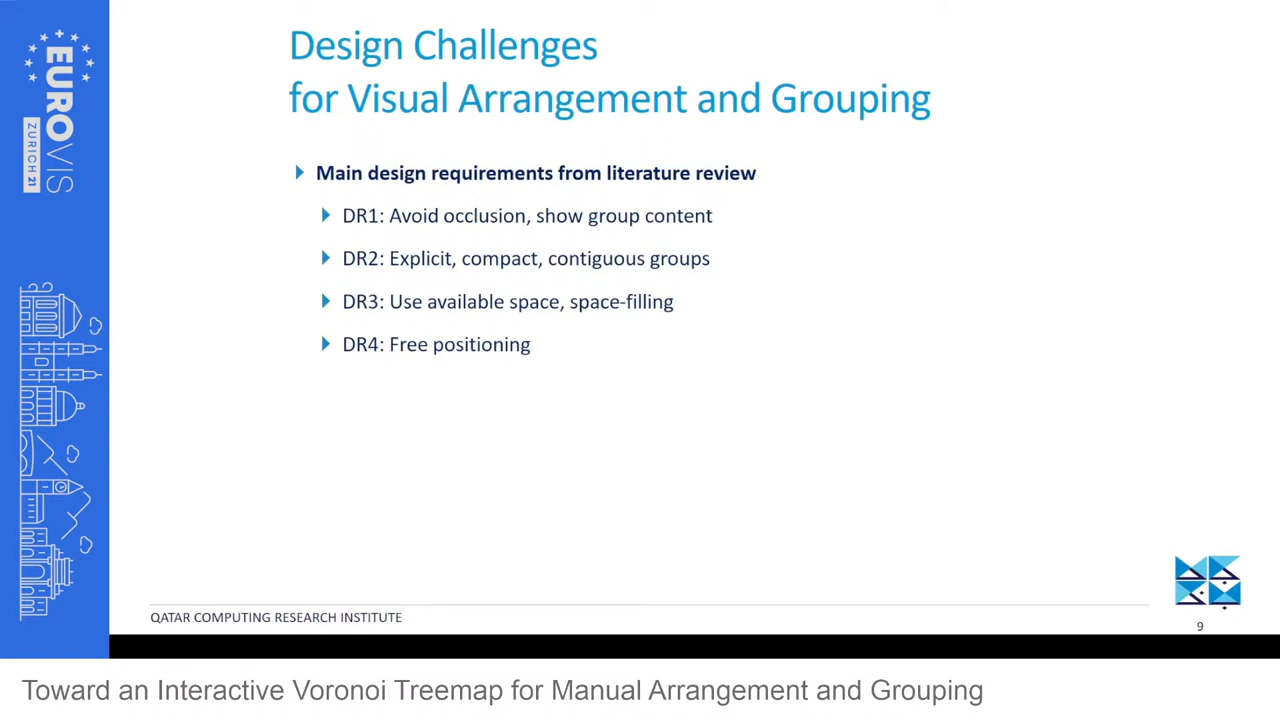 EUROVIS
ZURICH 21
Design Challenges
for Visual Arrangement and Grouping
Main design requirements from literature review
DR1: Avoid occlusion, show group content
DR2: Explicit, compact, contiguous groups
DR3: Use available space, space-filling
DR4: Free positioning
QATAR COMPUTING RESEARCH INSTITUTE
9
Toward an Interactive Voronoi Treemap for Manual Arrangement and Grouping